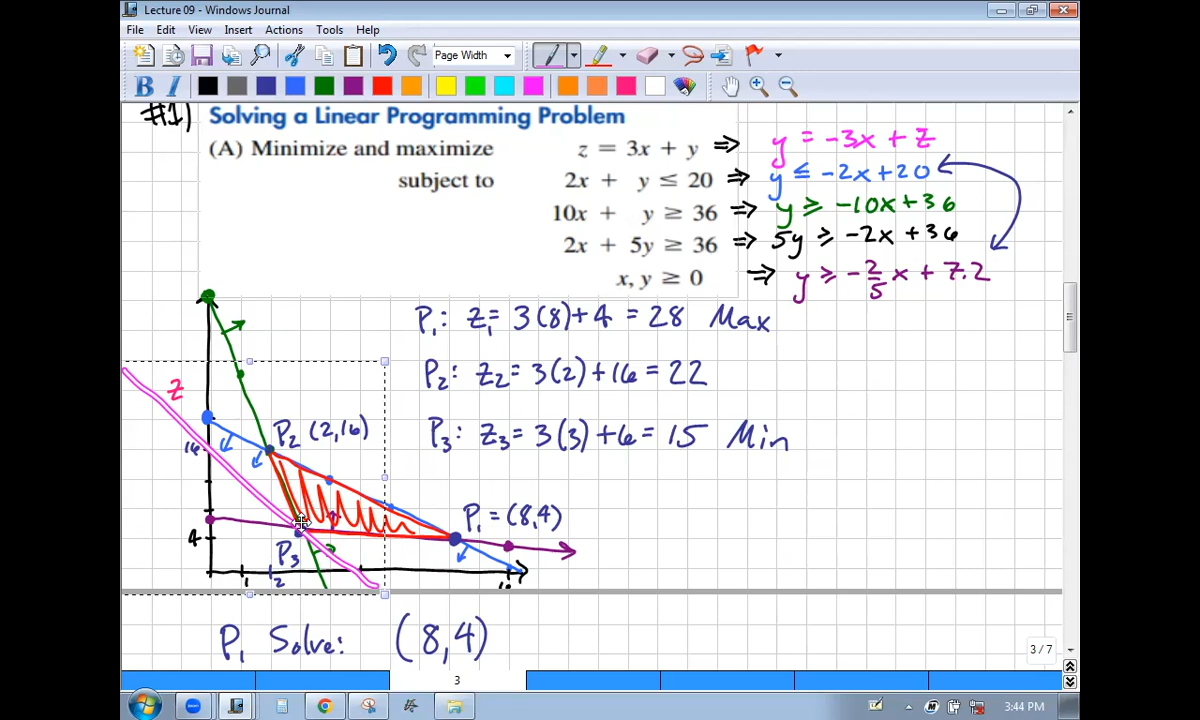 Lecture 09 - Windows Journal
File Edit View Insert Actions Tools Help
Page Width
B I
#1) Solving a Linear Programming Problem
(A) Minimize and maximize z = 3x + y ⇒ y = -3x + z
subject to 2x + y ≤ 20 ⇒ y ≤ -2x+20
10x + y ≥ 36 ⇒ y ≥ -10x+36
2x + 5y ≥ 36 ⇒ 5y ≥ -2x +36
x, y ≥ 0 ⇒ y ≥ -2/5 x + 7.2
P₁: z₁ = 3(8)+4 = 28 Max
P₂: z₂ = 3(2)+16 = 22
z
P₂ (2,16)
P₃: z₃ = 3(3)+6 = 15 Min
16
P₁ = (8,4)
4
P₃
1 2
P₁ Solve: (8,4)
3 / 7
3
3:44 PM